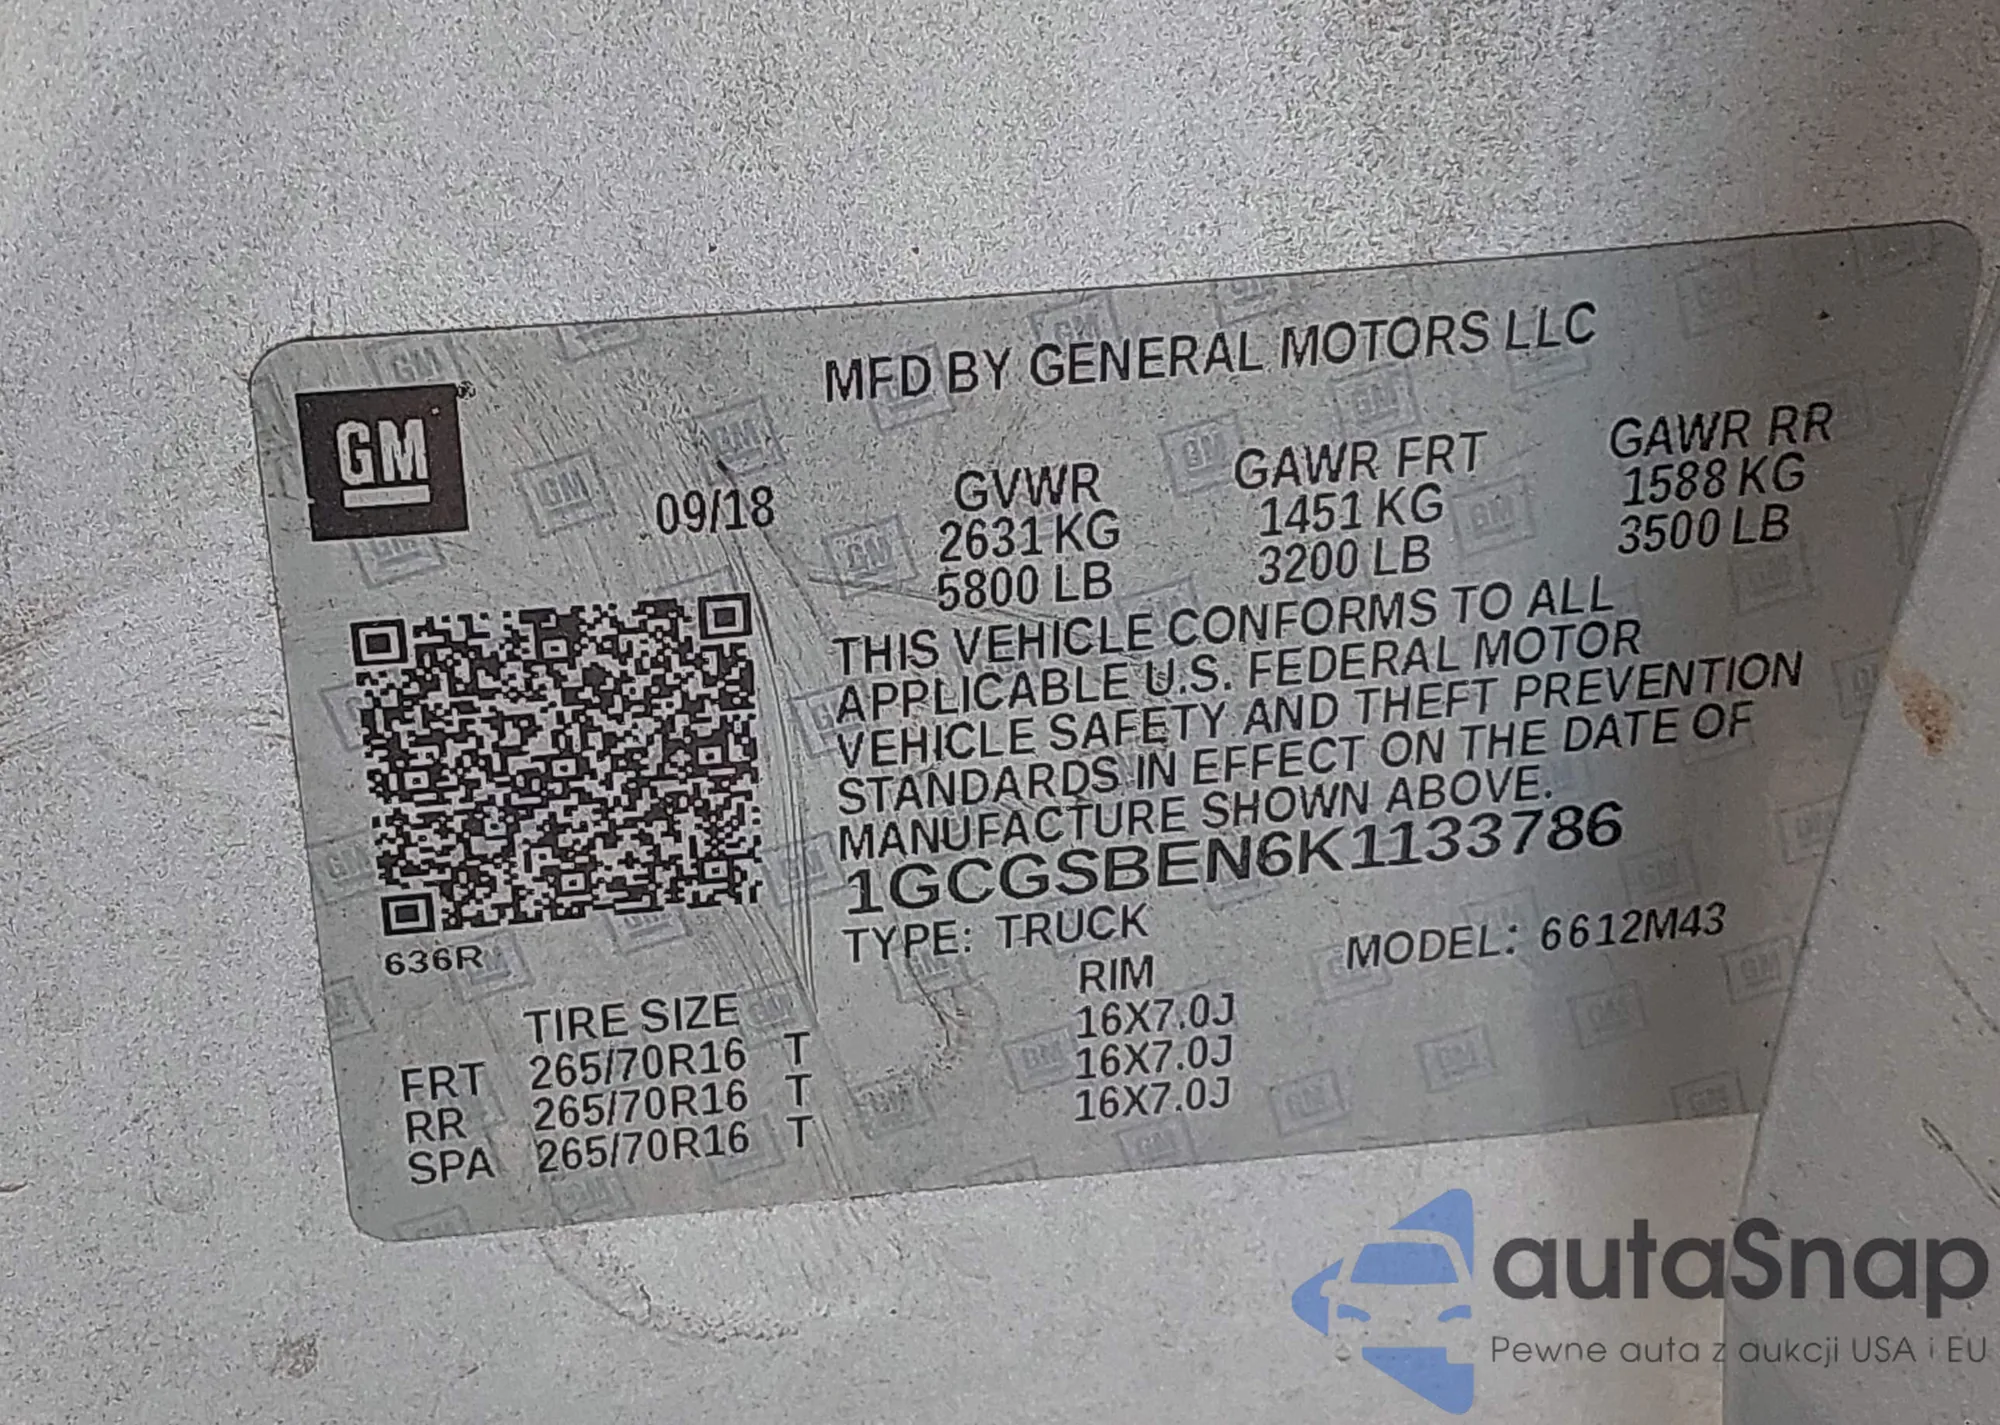 MFD BY GENERAL MOTORS LLC
GM
09/18
GVWR GAWR FRT GAWR RR
2631 KG 1451 KG 1588 KG
5800 LB 3200 LB 3500 LB
THIS VEHICLE CONFORMS TO ALL
APPLICABLE U.S. FEDERAL MOTOR
VEHICLE SAFETY AND THEFT PREVENTION
STANDARDS IN EFFECT ON THE DATE OF
MANUFACTURE SHOWN ABOVE.
1GCGSBEN6K1133786
TYPE: TRUCK MODEL: 6612M43
636R
TIRE SIZE RIM
FRT 265/70R16 T 16X7.0J
RR 265/70R16 T 16X7.0J
SPA 265/70R16 T 16X7.0J
autaSnap
Pewne auta z aukcji USA i EU